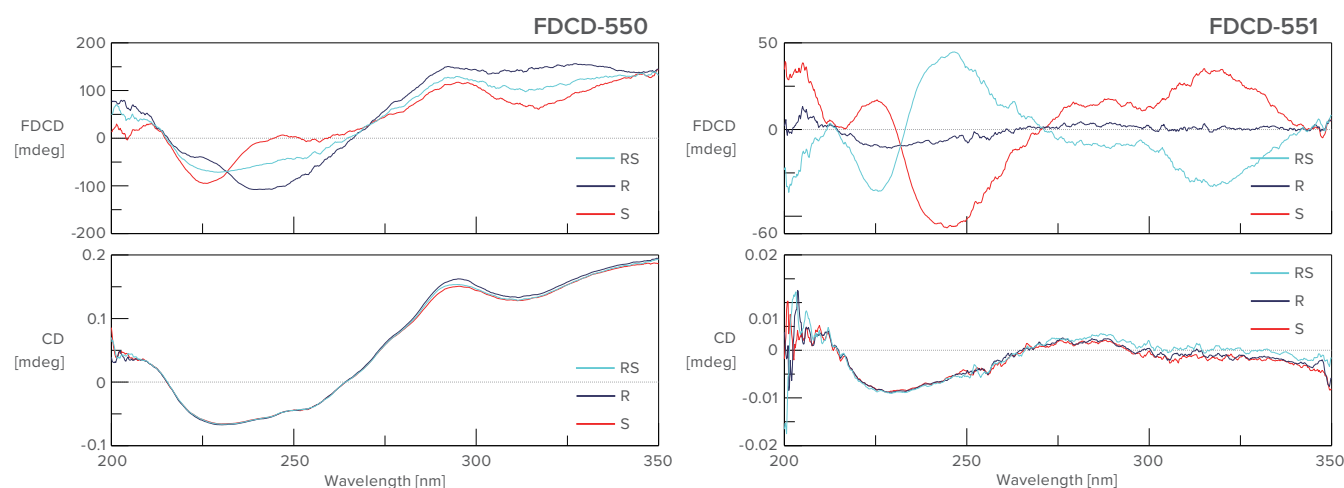 FDCD-550
200
100
0
-100
-200
FDCD
[mdeg]
RS
R
S
0.2
0.1
0
-0.1
CD
[mdeg]
RS
R
S
200
250
300
350
Wavelength [nm]
FDCD-551
50
0
-60
FDCD
[mdeg]
RS
R
S
0.02
0.01
0
-0.01
-0.02
CD
[mdeg]
RS
R
S
200
250
300
350
Wavelength [nm]